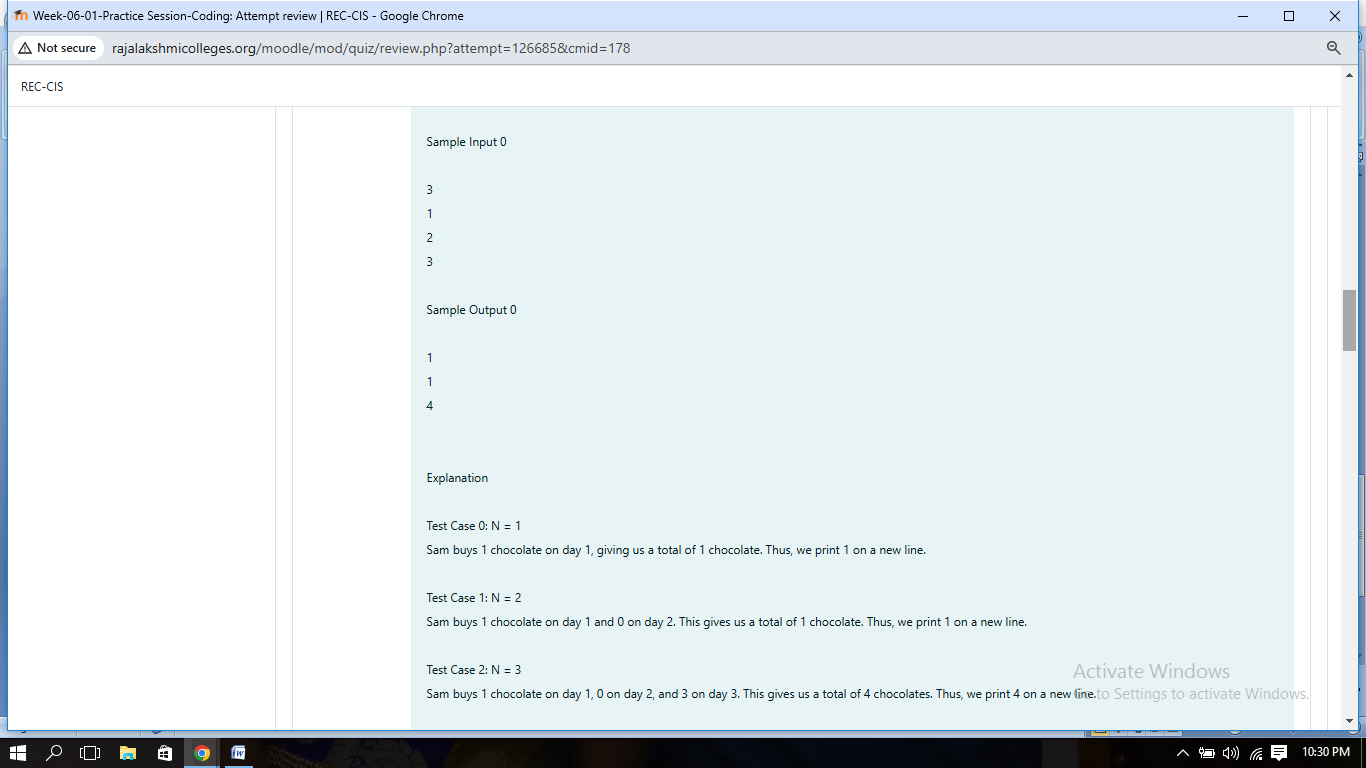 Week-06-01-Practice Session-Coding: Attempt review | REC-CIS - Google Chrome
Not secure rajalakshmicolleges.org/moodle/mod/quiz/review.php?attempt=126685&cmid=178
REC-CIS
Sample Input 0
3
1
2
3
Sample Output 0
1
1
4
Explanation
Test Case 0: N = 1
Sam buys 1 chocolate on day 1, giving us a total of 1 chocolate. Thus, we print 1 on a new line.
Test Case 1: N = 2
Sam buys 1 chocolate on day 1 and 0 on day 2. This gives us a total of 1 chocolate. Thus, we print 1 on a new line.
Test Case 2: N = 3
Sam buys 1 chocolate on day 1, 0 on day 2, and 3 on day 3. This gives us a total of 4 chocolates. Thus, we print 4 on a new line.
Activate Windows
Go to Settings to activate Windows.
10:30 PM